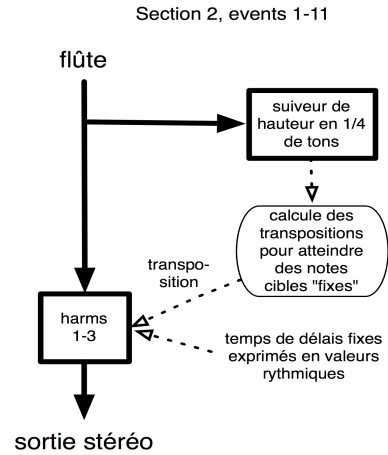 Section 2, events 1-11
flûte
suiveur de
hauteur en 1/4
de tons
calcule des
transpositions
pour atteindre
des notes
cibles "fixes"
transpo-
sition
harms
1-3
temps de délais fixes
exprimés en valeurs
rythmiques
sortie stéréo